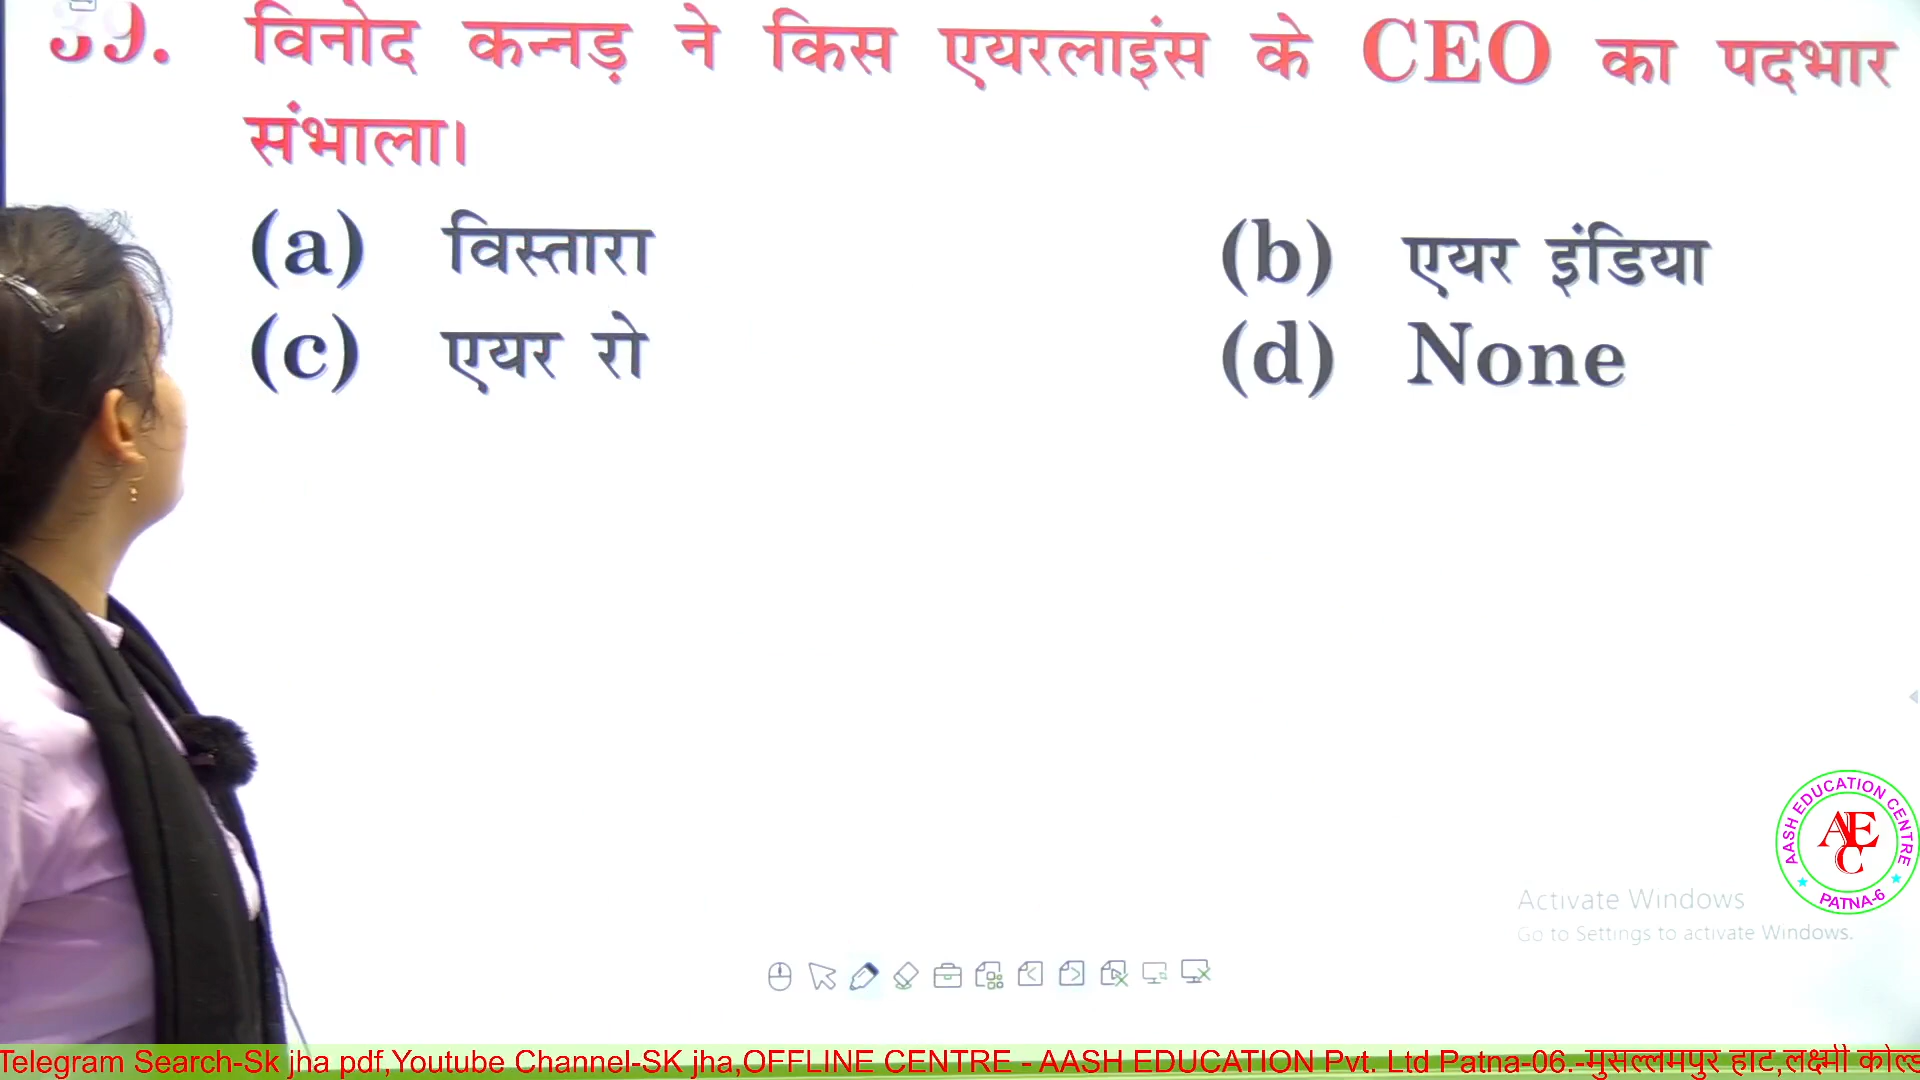 39. विनोद कन्नड़ ने किस एयरलाइंस के CEO का पदभार
संभाला।
(a) विस्तारा (b) एयर इंडिया
(c) एयर रो (d) None
AASH EDUCATION CENTRE
AEC
PATNA-6
Activate Windows
Go to Settings to activate Windows.
Telegram Search-Sk jha pdf,Youtube Channel-SK jha,OFFLINE CENTRE - AASH EDUCATION Pvt. Ltd Patna-06.-मुसल्लमपुर हाट,लक्ष्मी कोल्ड